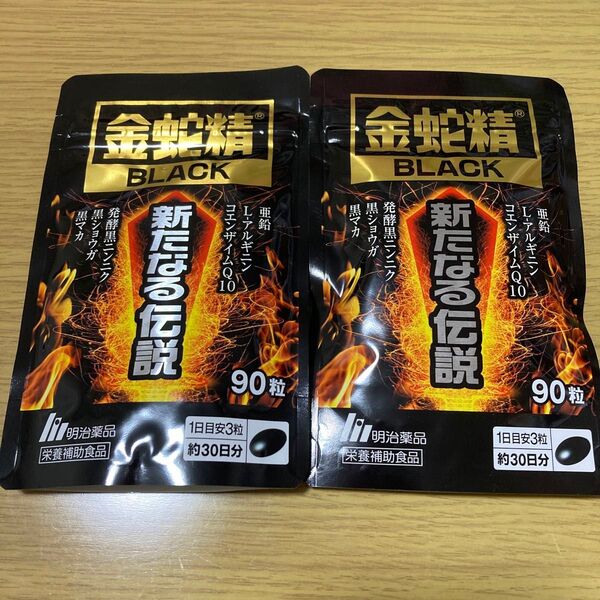 金蛇精®
BLACK
亜鉛
L-アルギニン
コエンザイムQ10
新たなる伝説
発酵黒ニンニク
黒ショウガ
黒マカ
90粒
明治薬品
栄養補助食品
1日目安3粒
約30日分
金蛇精®
BLACK
亜鉛
L-アルギニン
コエンザイムQ10
新たなる伝説
発酵黒ニンニク
黒ショウガ
黒マカ
90粒
明治薬品
栄養補助食品
1日目安3粒
約30日分